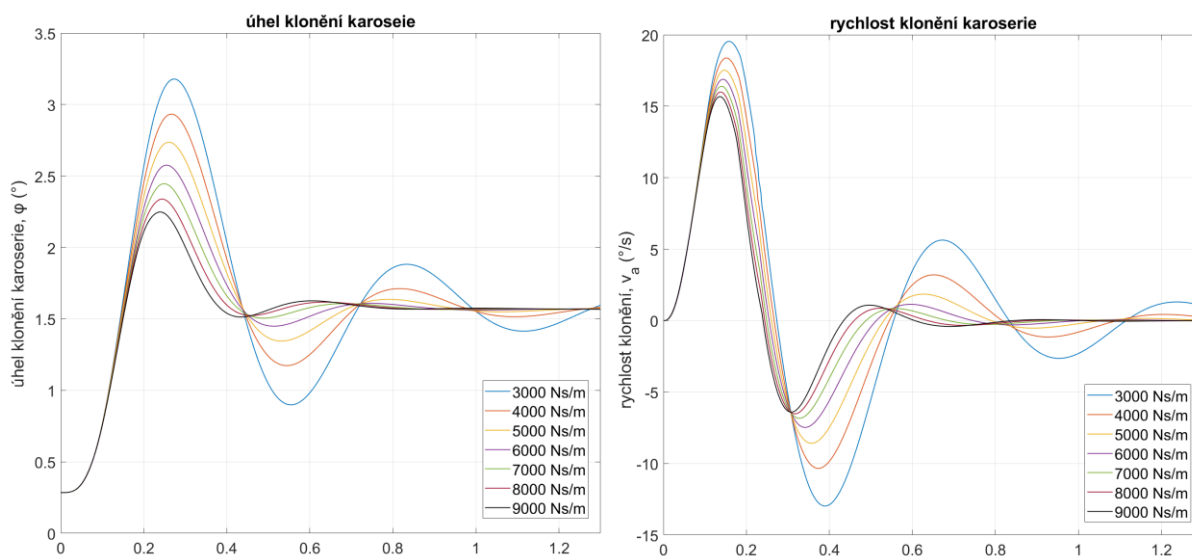 úhel klonění karoseie
3.5
3
2.5
2
1.5
1
0.5
0
úhel klonění karoserie, φ (°)
0
0.2
0.4
0.6
0.8
1
1.2
3000 Ns/m
4000 Ns/m
5000 Ns/m
6000 Ns/m
7000 Ns/m
8000 Ns/m
9000 Ns/m
rychlost klonění karoserie
20
15
10
5
0
-5
-10
-15
rychlost klonění, vₐ (°/s)
0
0.2
0.4
0.6
0.8
1
1.2
3000 Ns/m
4000 Ns/m
5000 Ns/m
6000 Ns/m
7000 Ns/m
8000 Ns/m
9000 Ns/m